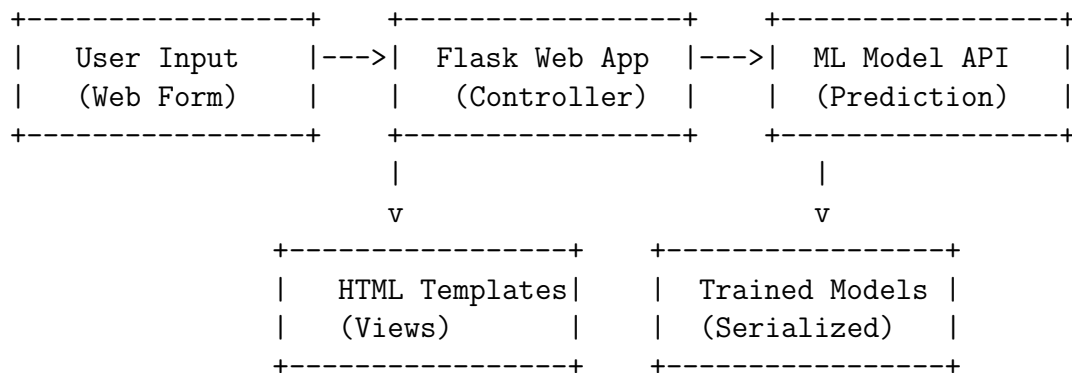 User Input ---> Flask Web App ---> ML Model API
(Web Form) (Controller) (Prediction)
v v
HTML Templates Trained Models
(Views) (Serialized)